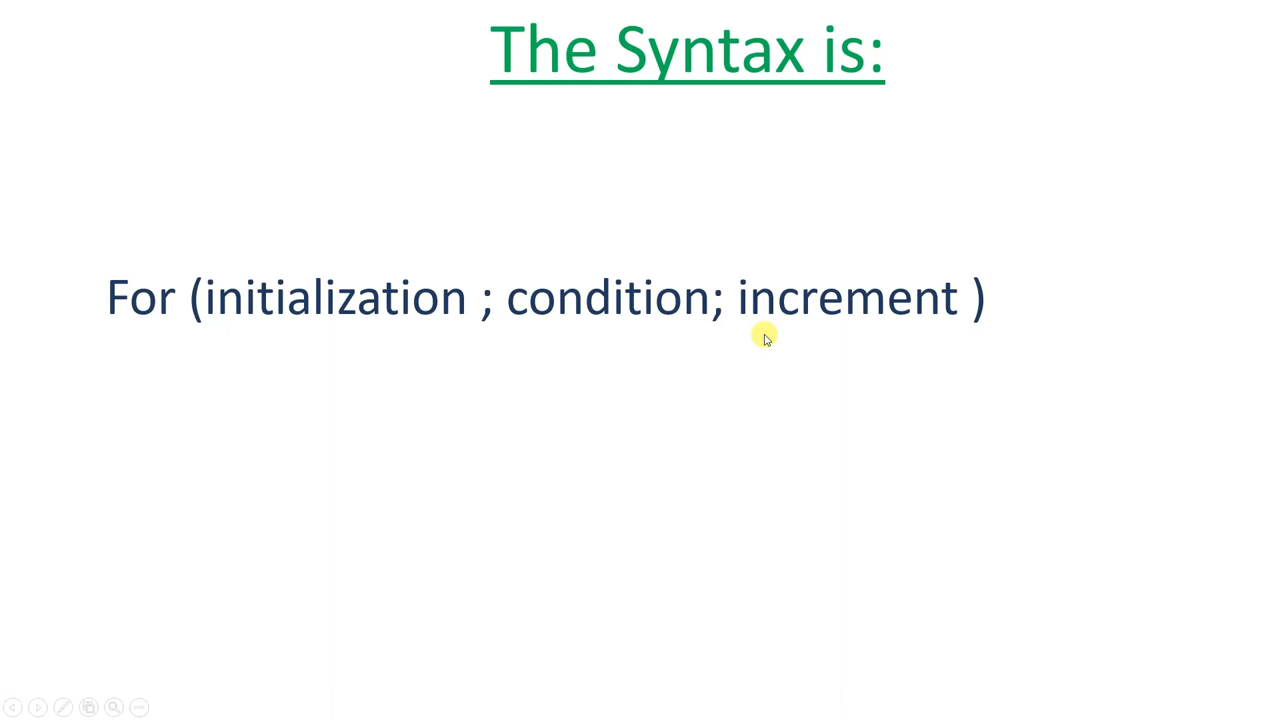 The Syntax is:
For (initialization ; condition; increment )